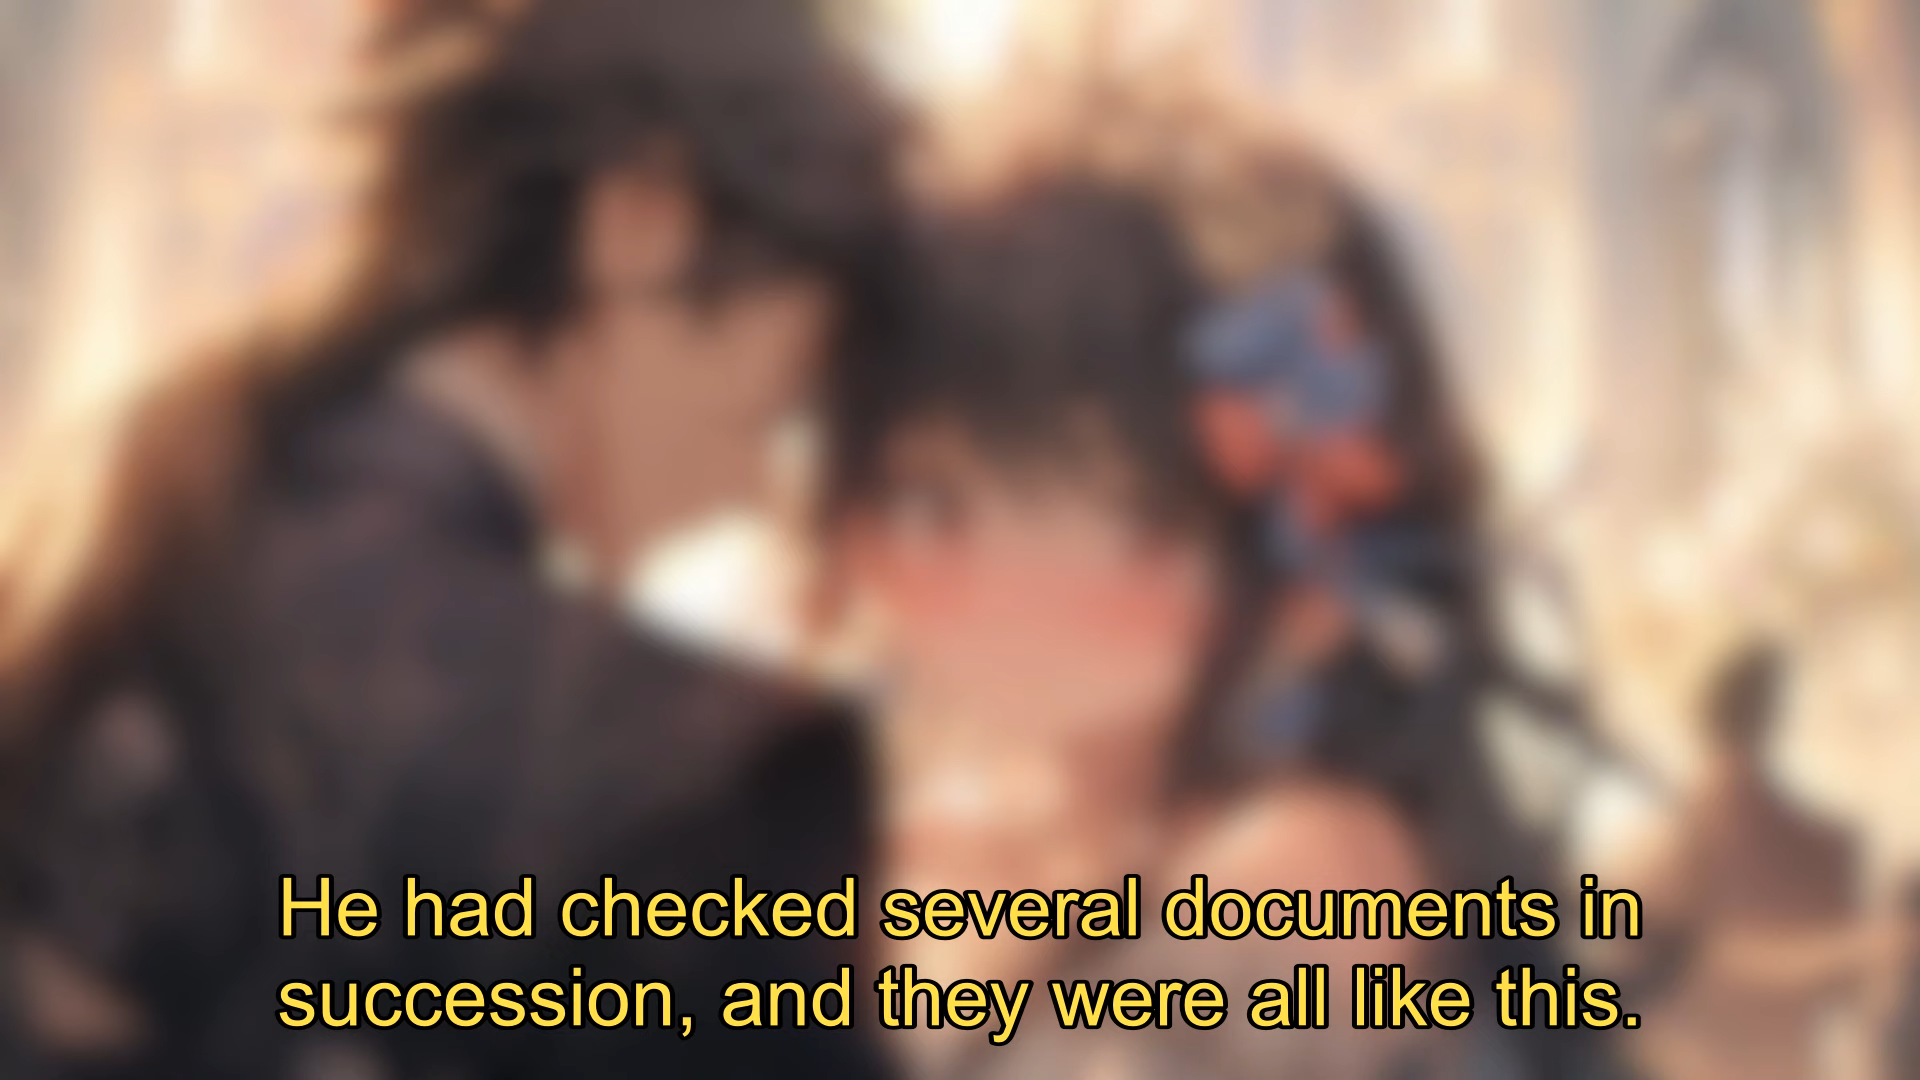 He had checked several documents in
succession, and they were all like this.